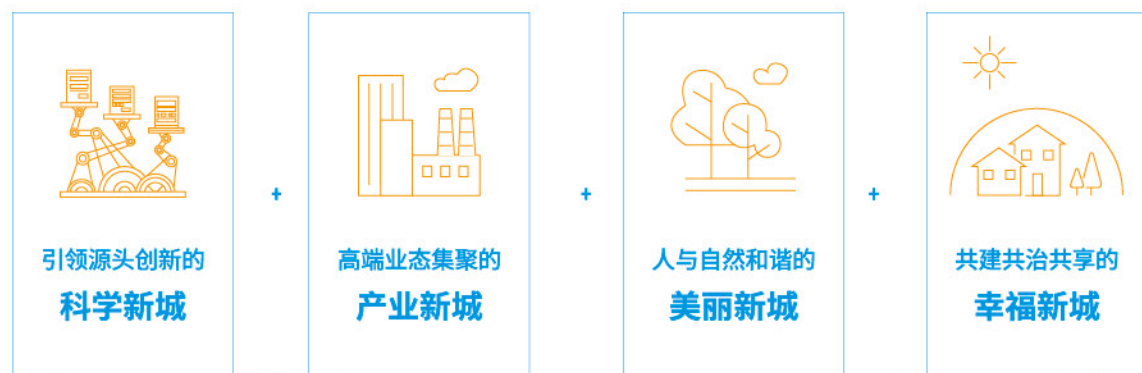 引领源头创新的
科学新城
+
高端业态集聚的
产业新城
+
人与自然和谐的
美丽新城
+
共建共治共享的
幸福新城